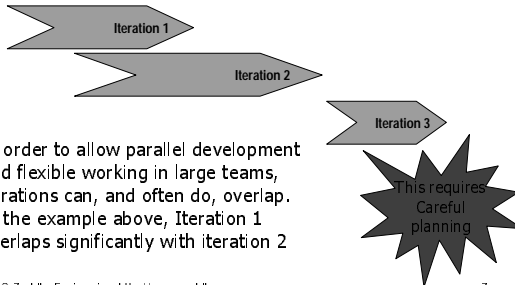 Iteration 1
Iteration 2
Iteration 3
order to allow parallel development
d flexible working in large teams,
rations can, and often do, overlap.
the example above, Iteration 1
erlaps significantly with iteration 2
This requires
Careful
planning